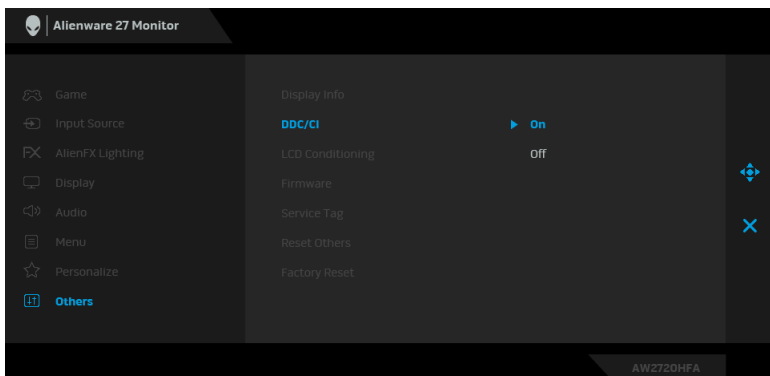 Alienware 27 Monitor
Game
Input Source
FX AlienFX Lighting
Display
Audio
Menu
Personalize
Others
Display Info
DDC/CI On
LCD Conditioning Off
Firmware
Service Tag
Reset Others
Factory Reset
AW2720HFA